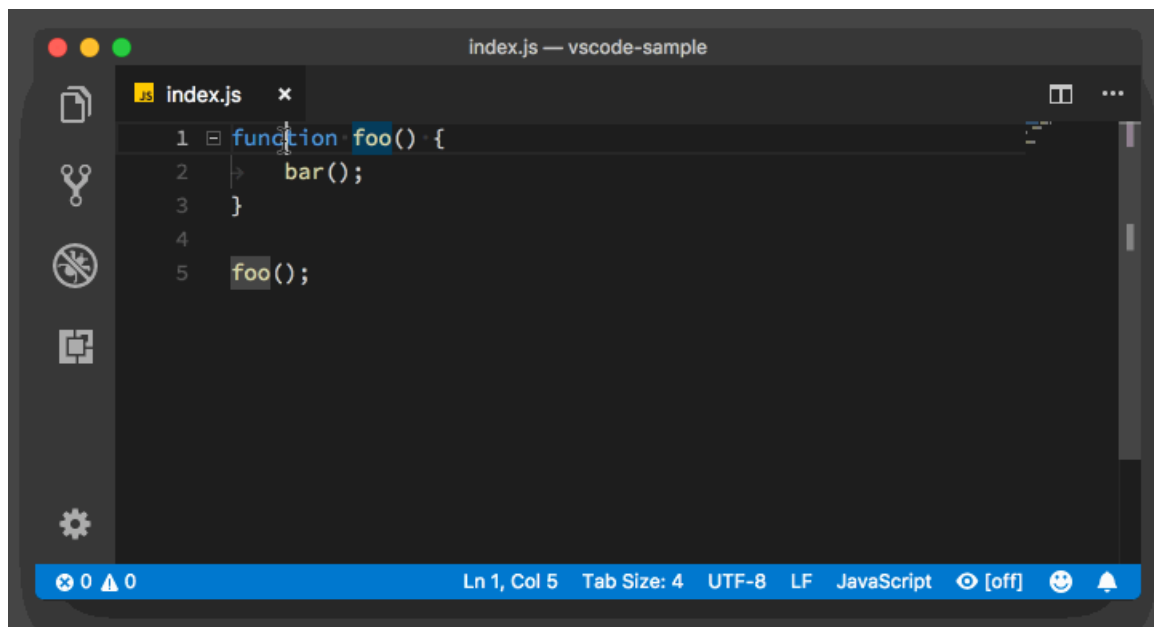 index.js — vscode-sample
JS index.js ×
1 function foo() {
2 bar();
3 }
4
5 foo();
0 0 Ln 1, Col 5 Tab Size: 4 UTF-8 LF JavaScript [off]